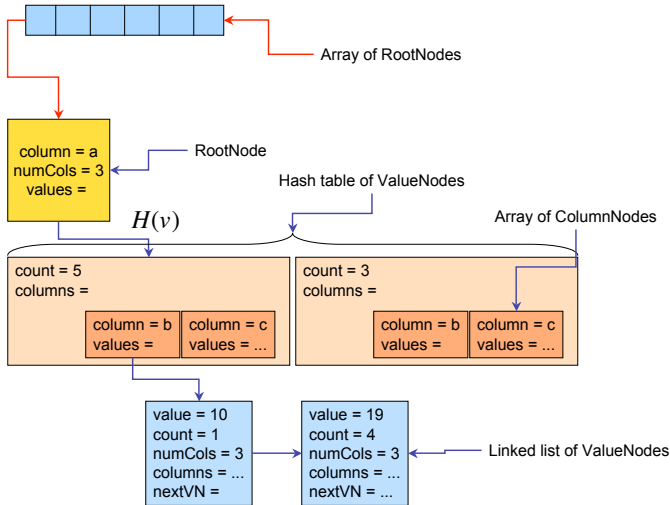 Array of RootNodes
column = a
numCols = 3
values =
RootNode
Hash table of ValueNodes
H(v)
Array of ColumnNodes
count = 5
columns =
column = b
values =
column = c
values = ...
count = 3
columns =
column = b
values =
column = c
values = ...
value = 10
count = 1
numCols = 3
columns = ...
nextVN =
value = 19
count = 4
numCols = 3
columns = ...
nextVN = ...
Linked list of ValueNodes